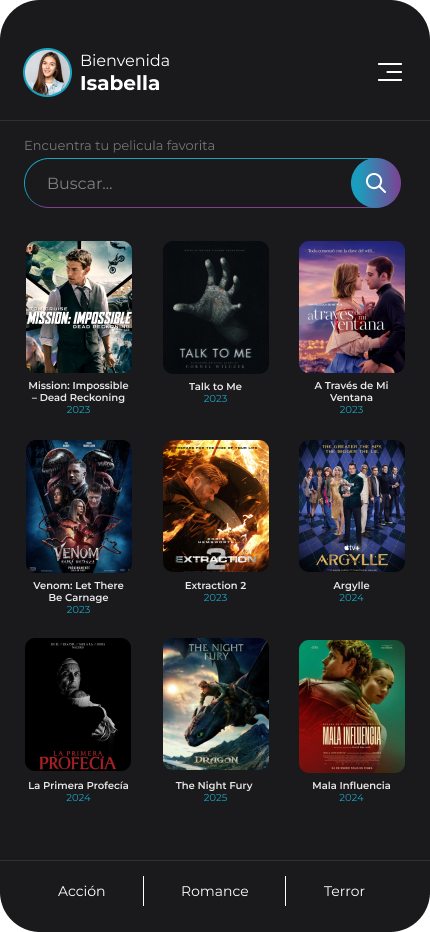 Bienvenida
Isabella
Encuentra tu pelicula favorita
Buscar...
MISSION: IMPOSSIBLE
DEAD RECKONING
TALK TO ME
a través de mi
ventana
Mission: Impossible
– Dead Reckoning
2023
Talk to Me
2023
A Través de Mi
Ventana
2023
VENOM
EXTRACTION
2
tv+
ARGYLLE
Venom: Let There
Be Carnage
2023
Extraction 2
2023
Argylle
2024
LA PRIMERA
PROFECÍA
THE NIGHT
FURY
DRAGON
MALA INFLUENCIA
La Primera Profecía
2024
The Night Fury
2025
Mala Influencia
2024
Acción
Romance
Terror